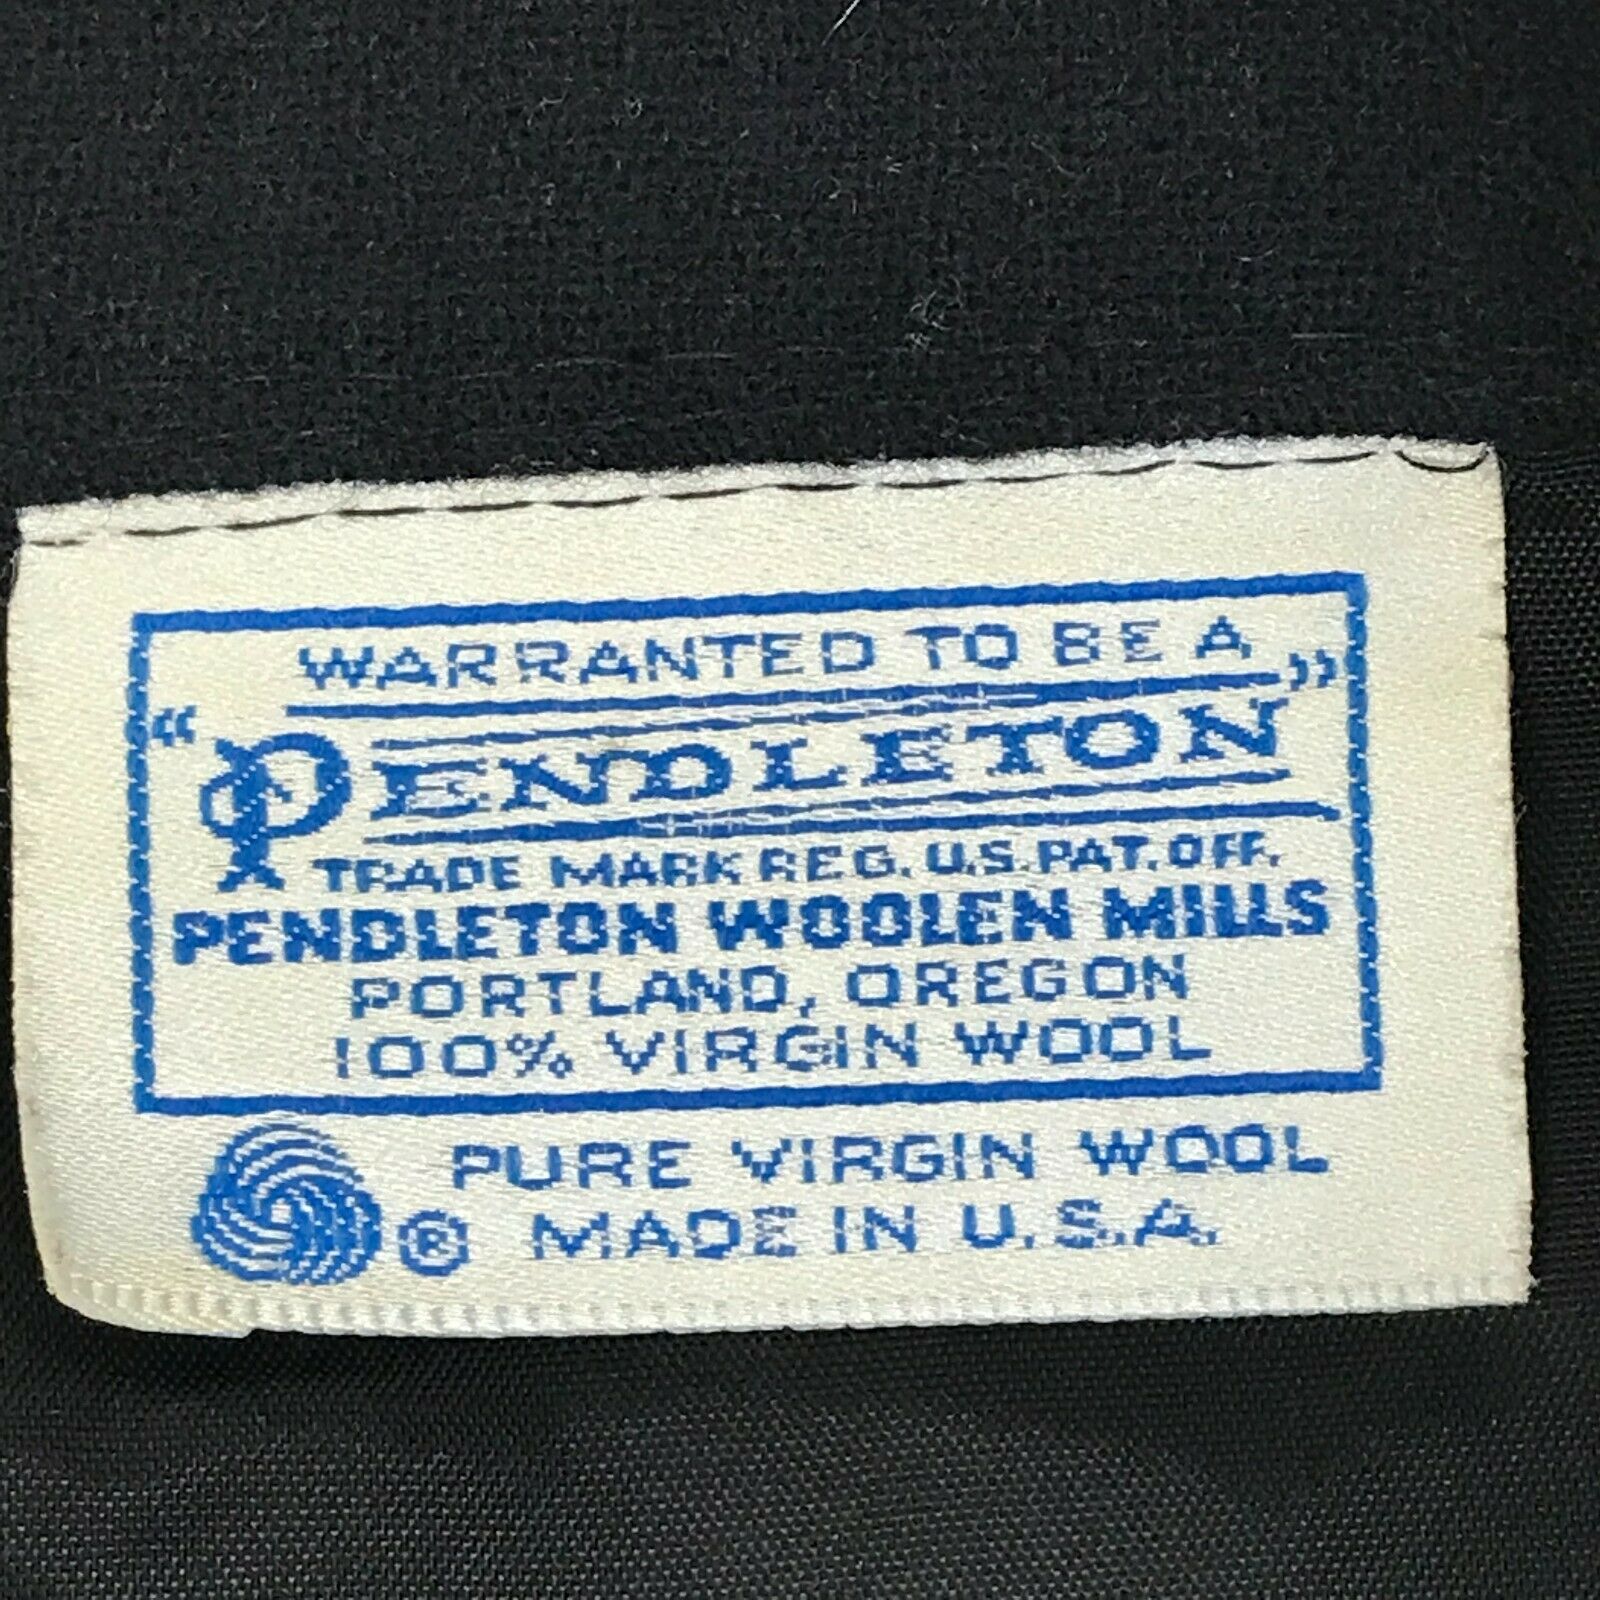 WARRANTED TO BE A
"PENDLETON"
TRADE MARK REG. U.S. PAT. OFF.
PENDLETON WOOLEN MILLS
PORTLAND, OREGON
100% VIRGIN WOOL
PURE VIRGIN WOOL
® MADE IN U.S.A.